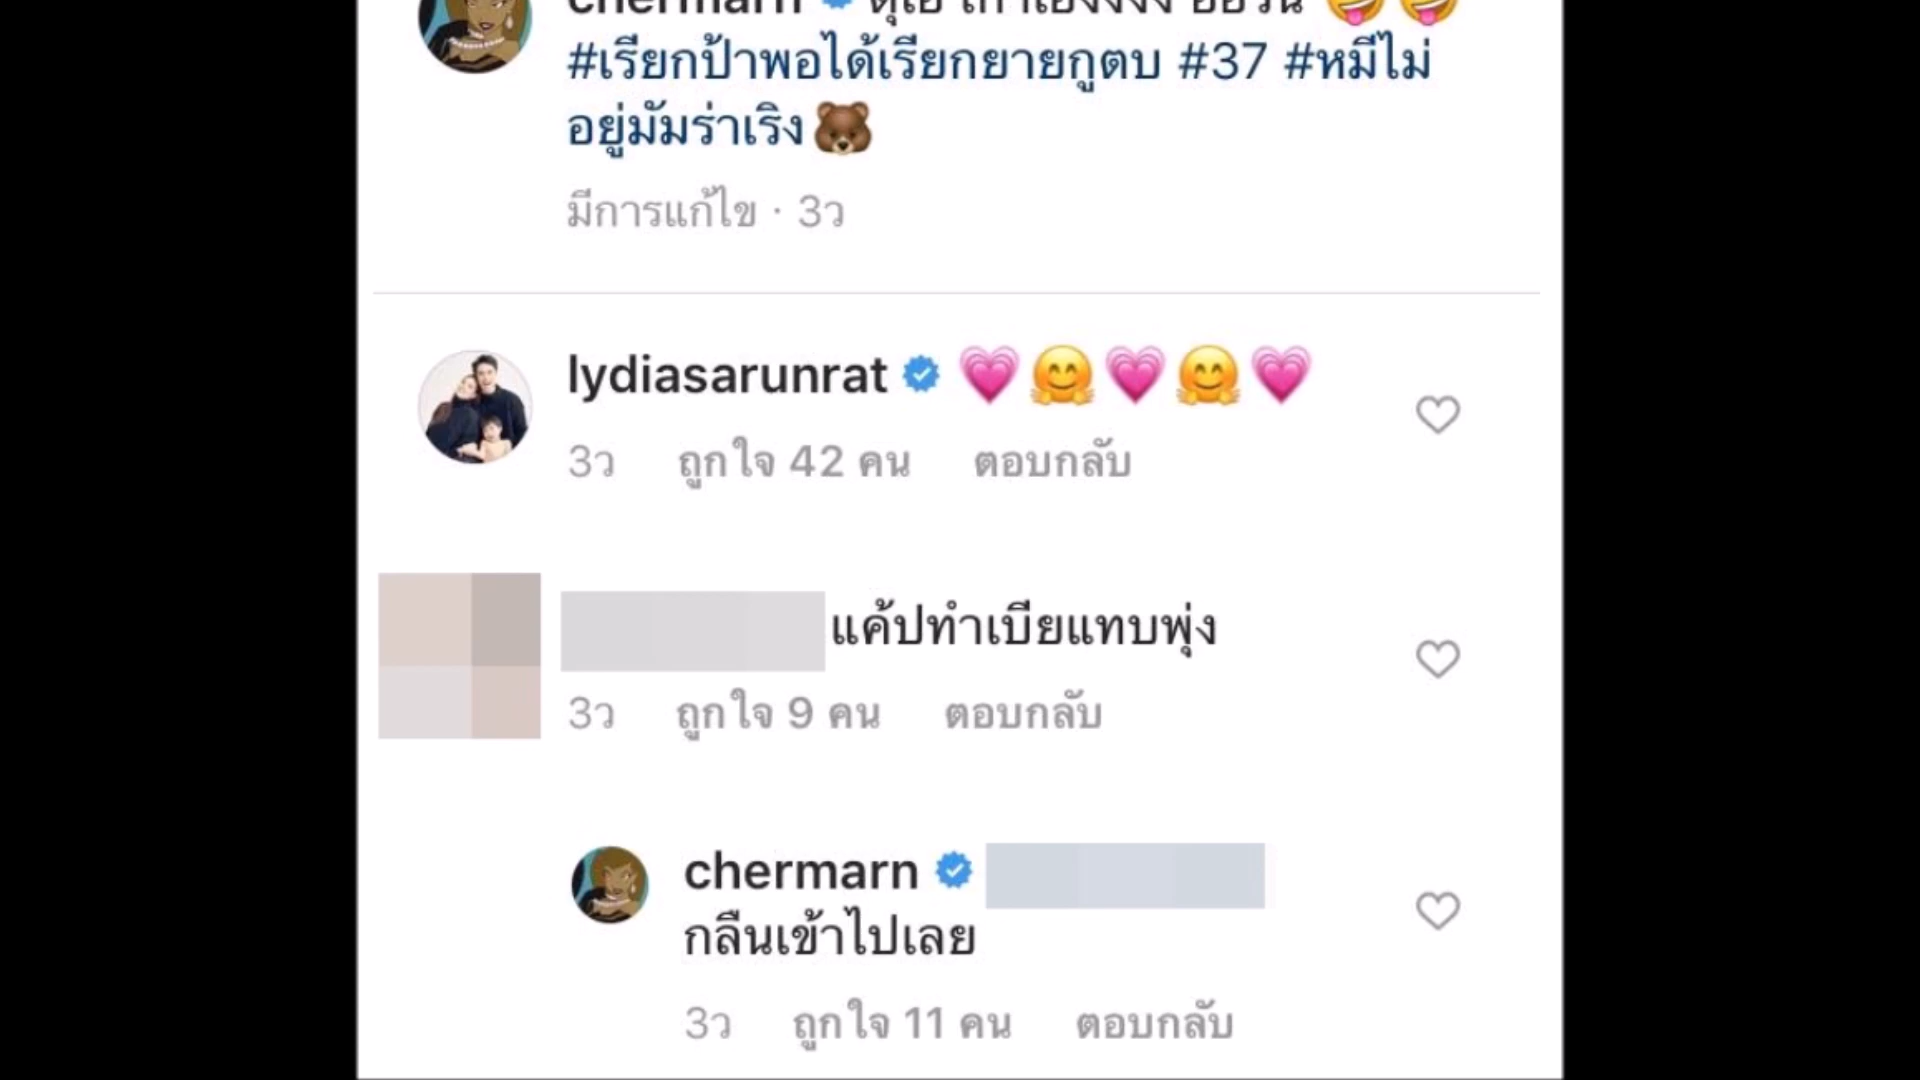 chermarn
#เรียกป้าพอได้เรียกยายกูตบ #37 #หมีไม่
อยู่มัมร่าเริง🐻
มีการแก้ไข · 3ว
lydiasarunrat 💗🤗💗🤗💗
3ว ถูกใจ 42 คน ตอบกลับ
แค้ปทำเบียแทบพุ่ง
3ว ถูกใจ 9 คน ตอบกลับ
chermarn
กลืนเข้าไปเลย
3ว ถูกใจ 11 คน ตอบกลับ